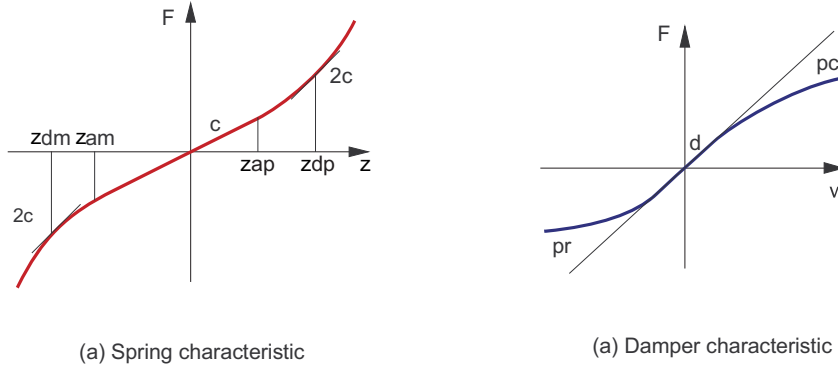 F
2c
c
zdm zam
zap zdp z
2c
(a) Spring characteristic
F
pc
d
v
pr
(a) Damper characteristic